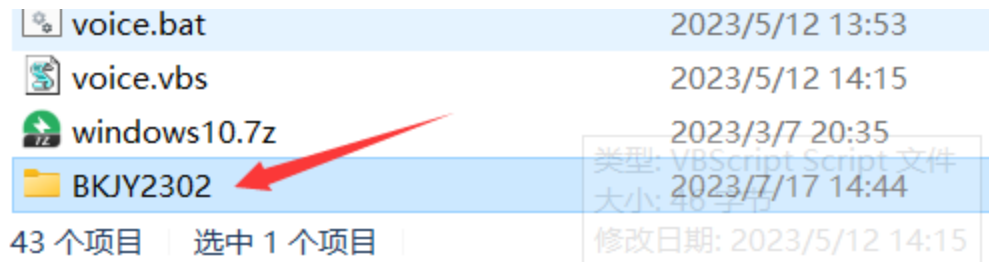 voice.bat 2023/5/12 13:53
voice.vbs 2023/5/12 14:15
windows10.7z 2023/3/7 20:35
类型: VBScript Script 文件
BKJY2302 2023/7/17 14:44
大小: 48 字节
43 个项目 选中 1 个项目
修改日期: 2023/5/12 14:15